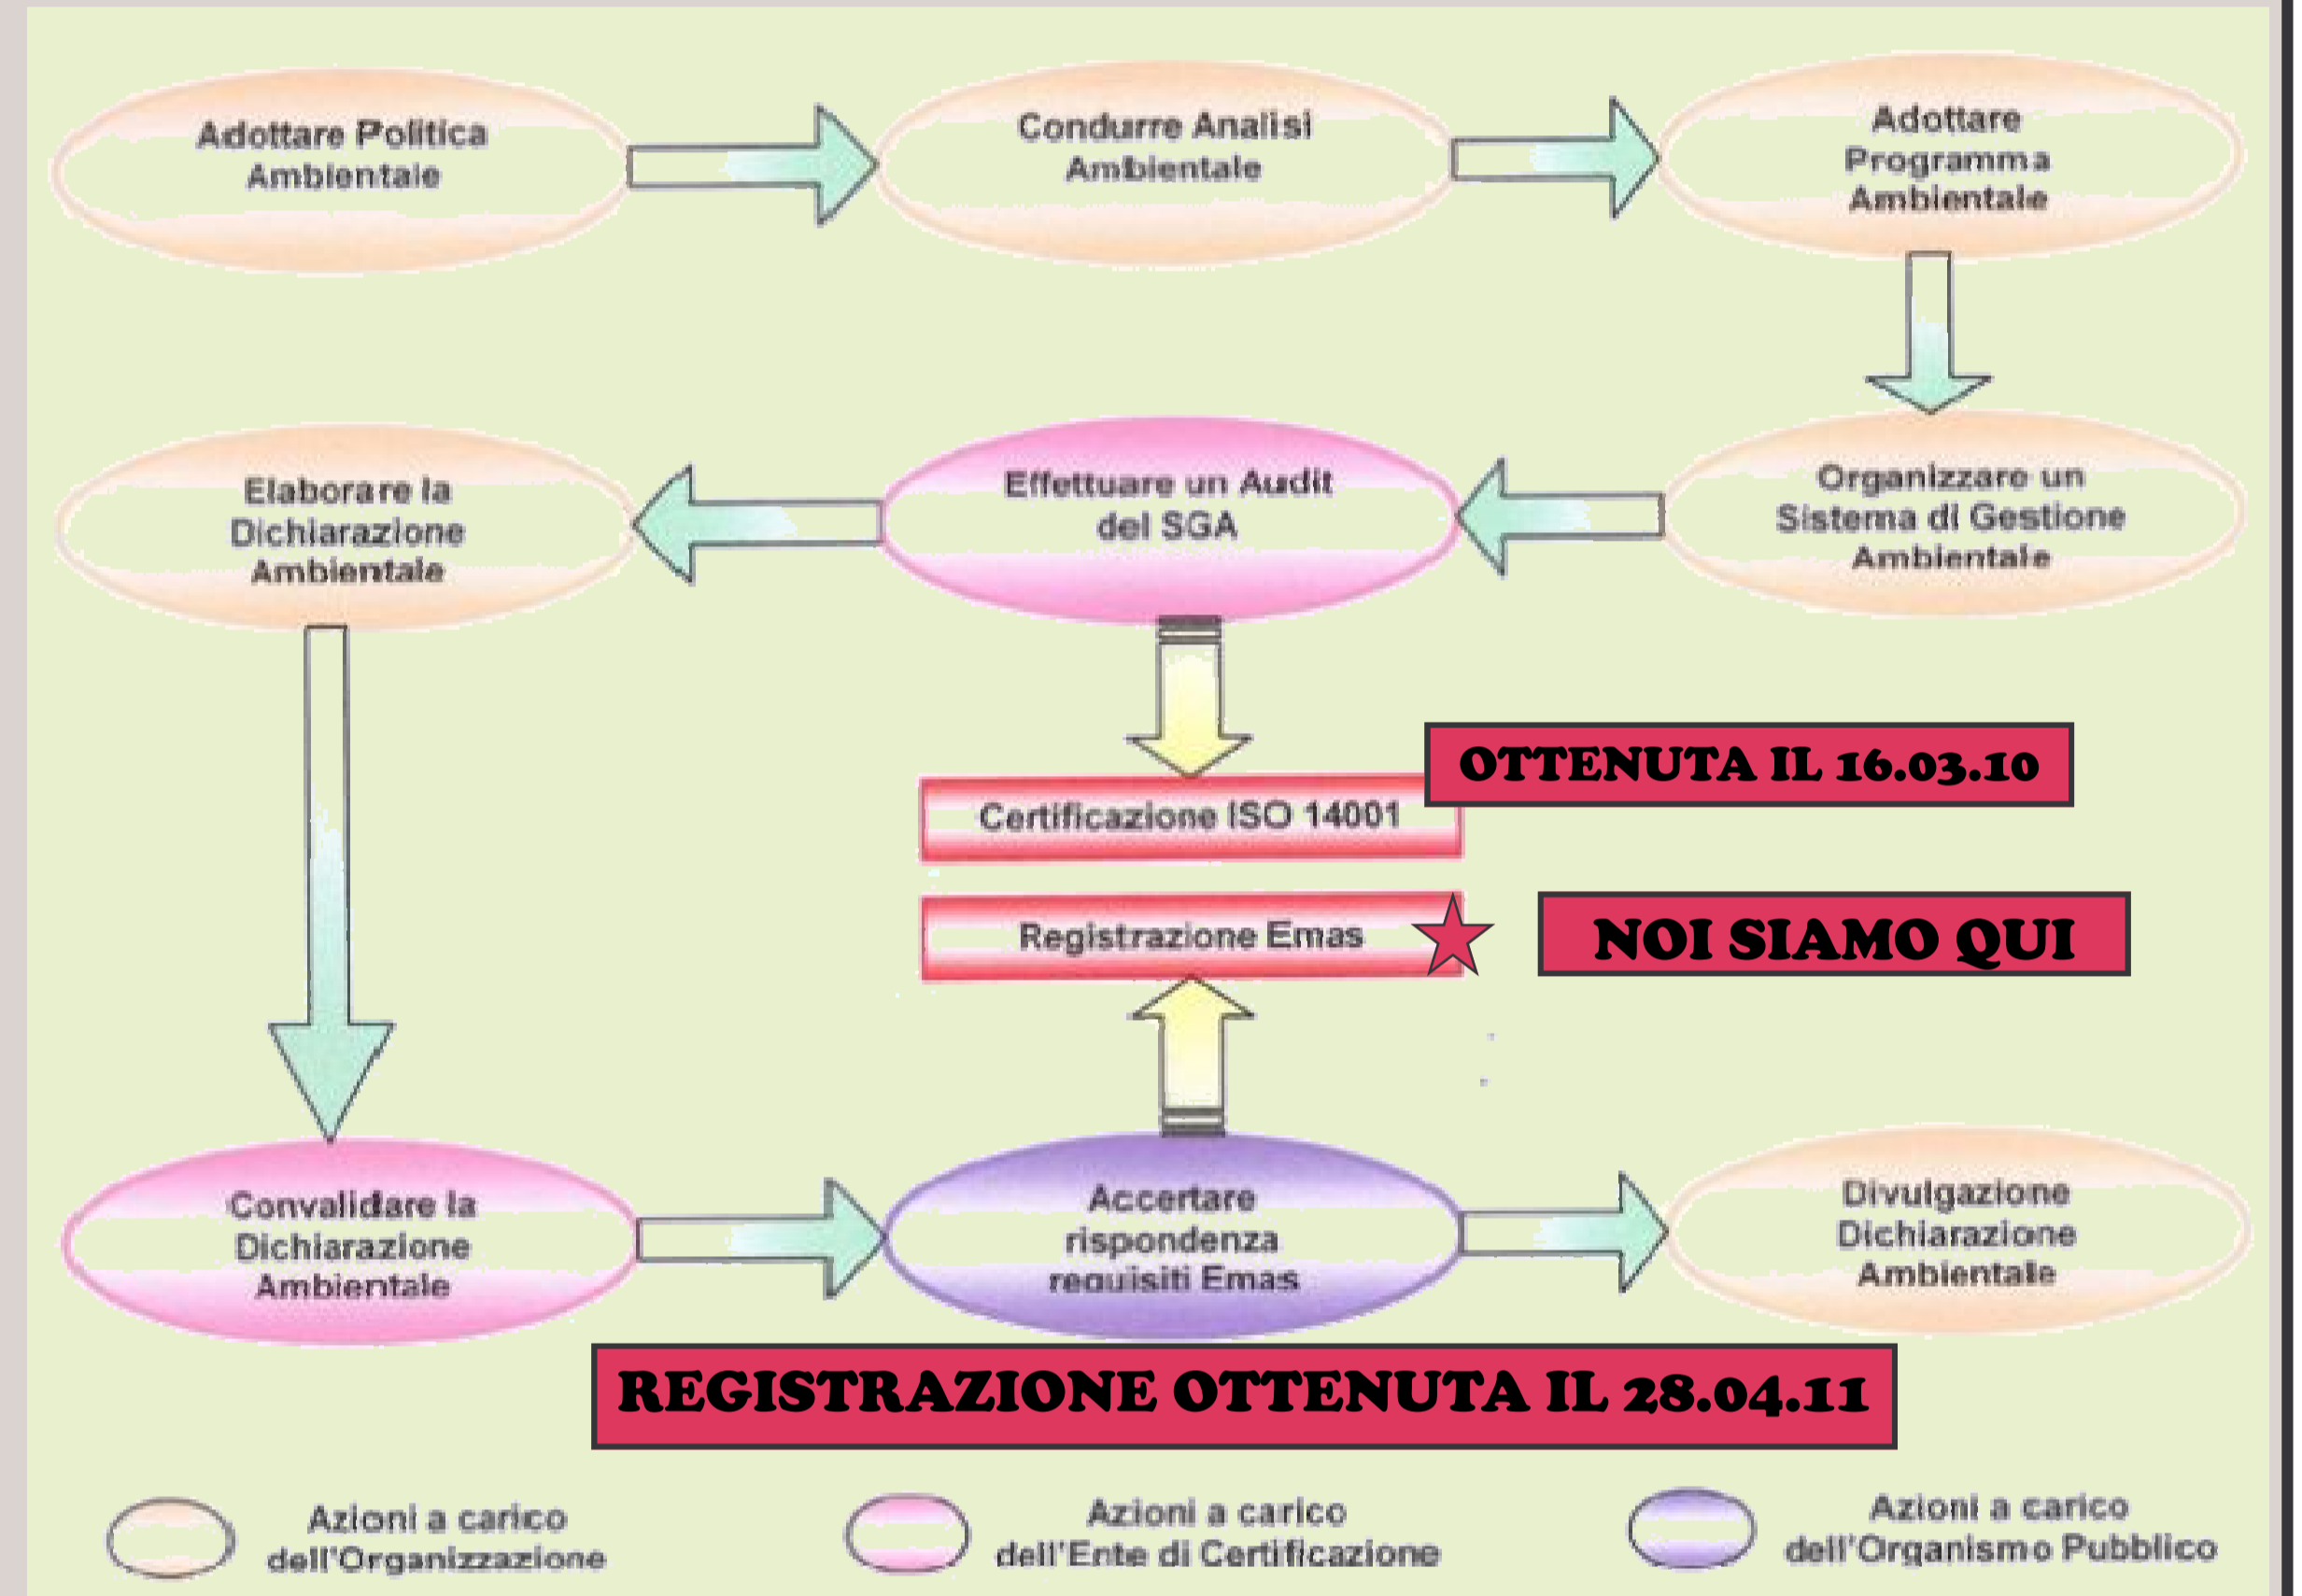 Adottare Politica
Ambientale
Condurre Analisi
Ambientale
Adottare
Programma
Ambientale
Elaborare la
Dichiarazione
Ambientale
Effettuare un Audit
del SGA
Organizzare un
Sistema di Gestione
Ambientale
OTTENUTA IL 16.03.10
Certificazione ISO 14001
Registrazione Emas
NOI SIAMO QUI
Convalidare la
Dichiarazione
Ambientale
Accertare
rispondenza
requisiti Emas
Divulgazione
Dichiarazione
Ambientale
REGISTRAZIONE OTTENUTA IL 28.04.11
Azioni a carico
dell'Organizzazione
Azioni a carico
dell'Ente di Certificazione
Azioni a carico
dell'Organismo Pubblico